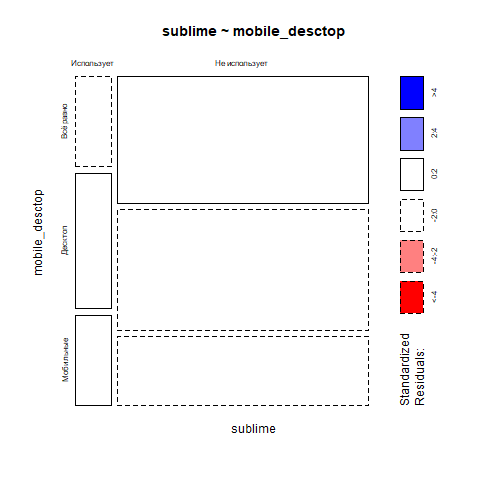 sublime ~ mobile_desctop
Использует
Не использует
Всё равно
Десктоп
Мобильные
mobile_desctop
sublime
>4
2:4
0:2
-2:0
-4:-2
<-4
Standardized
Residuals: